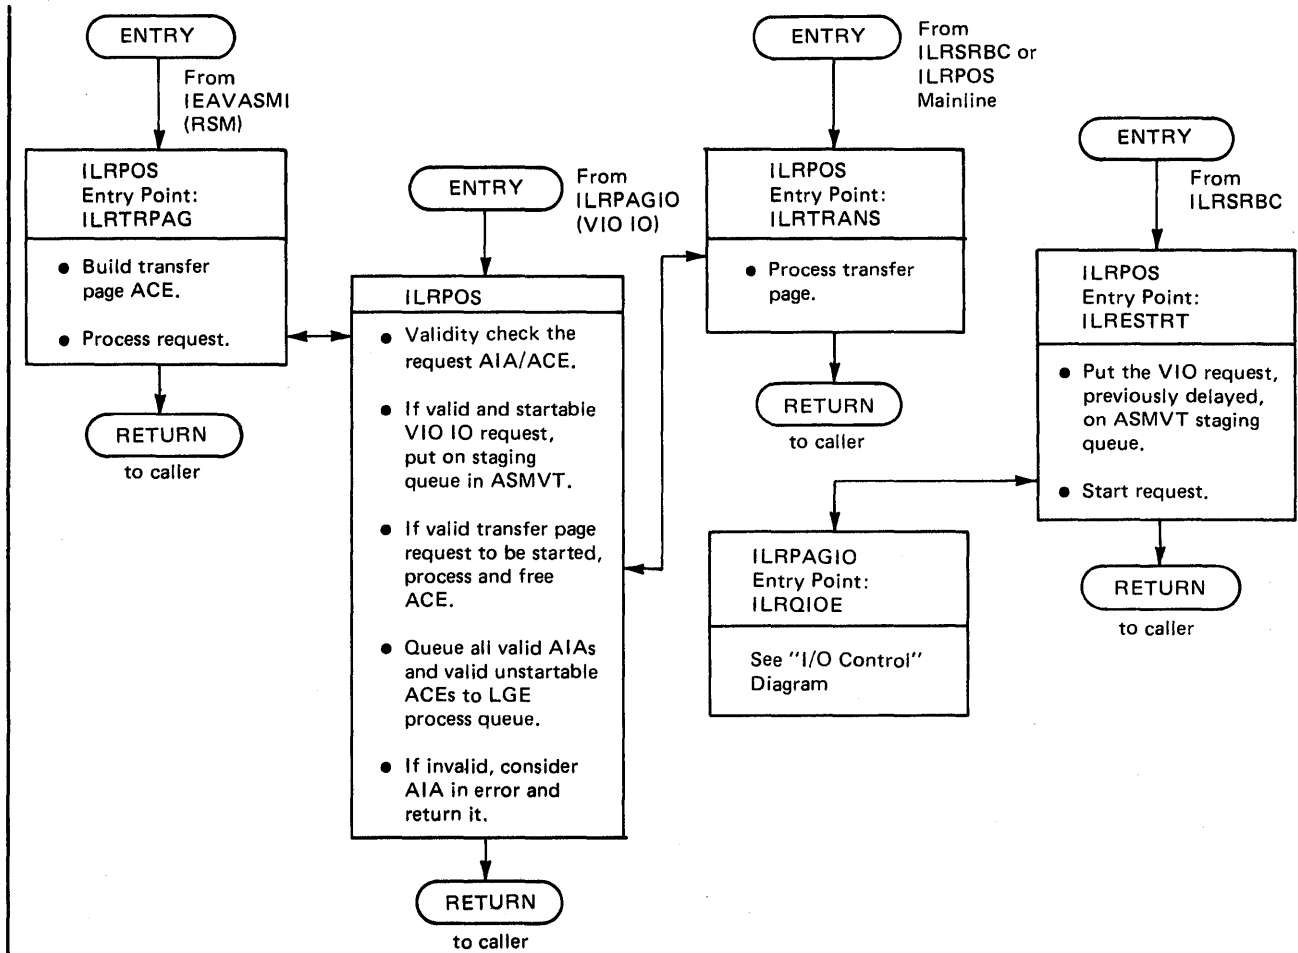 ENTRY
From
IEAVASMI
(RSM)
ILRPOS
Entry Point:
ILRTRPAG
● Build transfer
page ACE.
● Process request.
RETURN
to caller
ENTRY
From
ILRPAGIO
(VIO IO)
ILRPOS
● Validity check the
request AIA/ACE.
● If valid and startable
VIO IO request,
put on staging
queue in ASMVT.
● If valid transfer page
request to be started,
process and free
ACE.
● Queue all valid AIAs
and valid unstartable
ACEs to LGE
process queue.
● If invalid, consider
AIA in error and
return it.
RETURN
to caller
ENTRY
From
ILRSRBC or
ILRPOS
Mainline
ILRPOS
Entry Point:
ILRTRANS
● Process transfer
page.
RETURN
to caller
ILRPAGIO
Entry Point:
ILRQIOE
See "I/O Control"
Diagram
ENTRY
From
ILRSRBC
ILRPOS
Entry Point:
ILRESTRT
● Put the VIO request,
previously delayed,
on ASMVT staging
queue.
● Start request.
RETURN
to caller